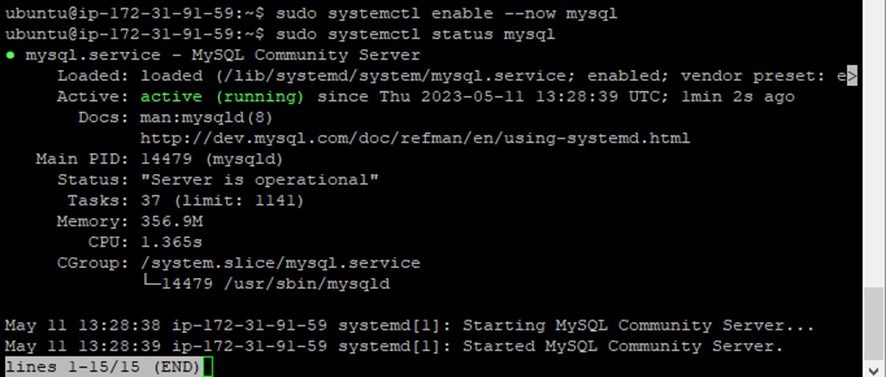 ubuntu@ip-172-31-91-59:~$ sudo systemctl enable --now mysql
ubuntu@ip-172-31-91-59:~$ sudo systemctl status mysql
● mysql.service - MySQL Community Server
     Loaded: loaded (/lib/systemd/system/mysql.service; enabled; vendor preset: e>
     Active: active (running) since Thu 2023-05-11 13:28:39 UTC; 1min 2s ago
       Docs: man:mysqld(8)
             http://dev.mysql.com/doc/refman/en/using-systemd.html
   Main PID: 14479 (mysqld)
     Status: "Server is operational"
      Tasks: 37 (limit: 1141)
     Memory: 356.9M
        CPU: 1.365s
     CGroup: /system.slice/mysql.service
             └─14479 /usr/sbin/mysqld
May 11 13:28:38 ip-172-31-91-59 systemd[1]: Starting MySQL Community Server...
May 11 13:28:39 ip-172-31-91-59 systemd[1]: Started MySQL Community Server.
lines 1-15/15 (END)